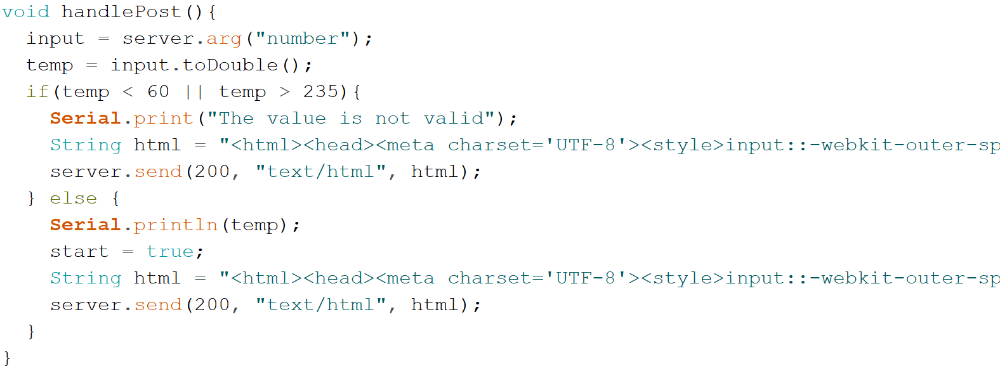 void handlePost(){
  input = server.arg("number");
  temp = input.toDouble();
  if(temp < 60 || temp > 235){
    Serial.print("The value is not valid");
    String html = "<html><head><meta charset='UTF-8'><style>input::-webkit-outer-sp
    server.send(200, "text/html", html);
  } else {
    Serial.println(temp);
    start = true;
    String html = "<html><head><meta charset='UTF-8'><style>input::-webkit-outer-sp
    server.send(200, "text/html", html);
  }
}